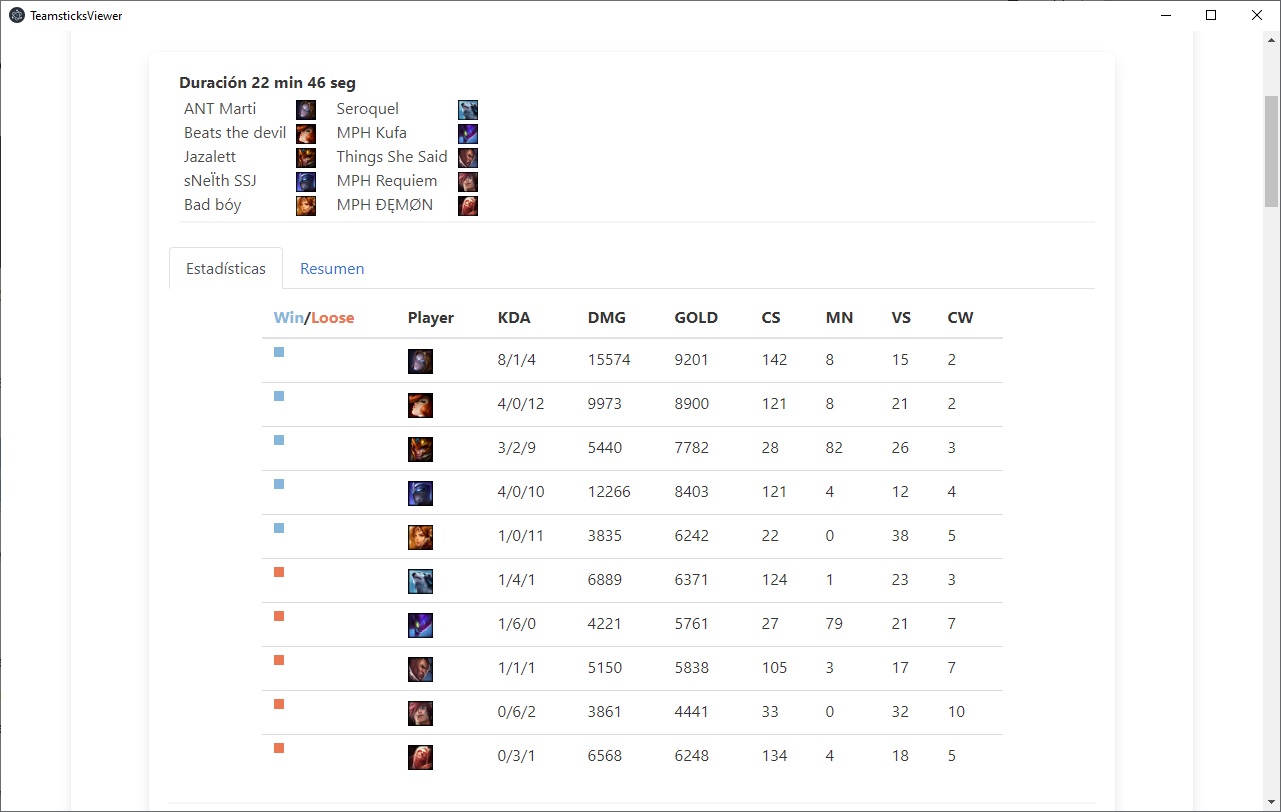 TeamsticksViewer
Duración 22 min 46 seg
ANT Marti Seroquel
Beats the devil MPH Kufa
Jazalett Things She Said
sNeÏth SSJ MPH Requiem
Bad bóy MPH ĐĘMØN
Estadísticas Resumen
Win/Loose Player KDA DMG GOLD CS MN VS CW
8/1/4 15574 9201 142 8 15 2
4/0/12 9973 8900 121 8 21 2
3/2/9 5440 7782 28 82 26 3
4/0/10 12266 8403 121 4 12 4
1/0/11 3835 6242 22 0 38 5
1/4/1 6889 6371 124 1 23 3
1/6/0 4221 5761 27 79 21 7
1/1/1 5150 5838 105 3 17 7
0/6/2 3861 4441 33 0 32 10
0/3/1 6568 6248 134 4 18 5